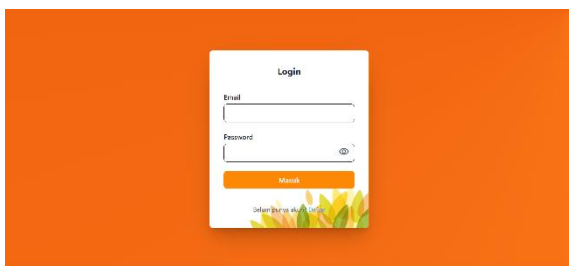 Login
Email
Password
Masuk
Belum punya akun? Daftar